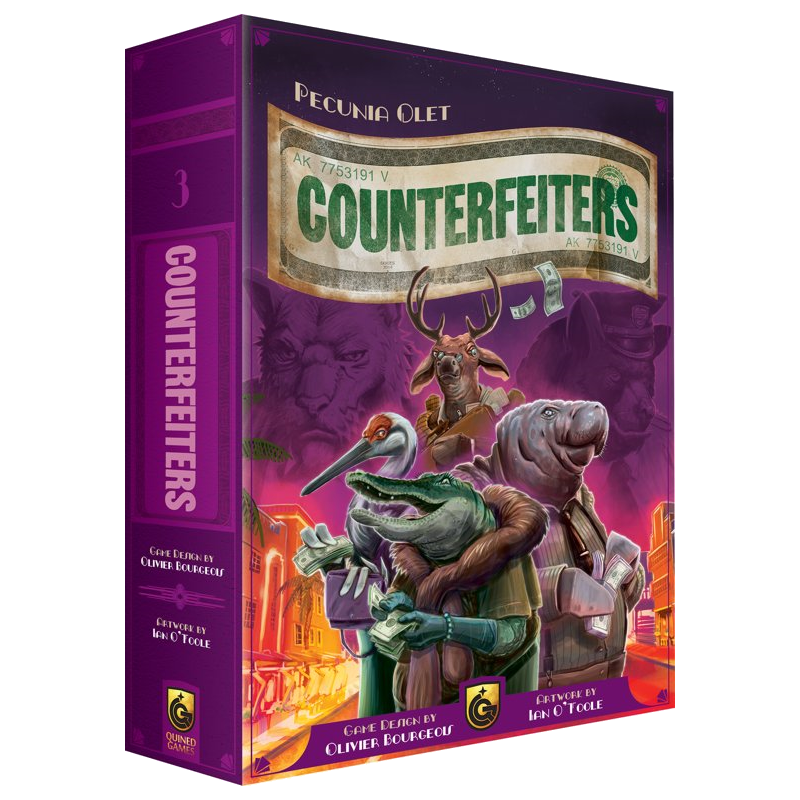 3
COUNTERFEITERS
GAME DESIGN BY
OLIVIER BOURGEOIS
ARTWORK BY
IAN O'TOOLE
QUINED
GAMES
PECUNIA OLET
AK 7753191 V
COUNTERFEITERS
AK 7753191 V
GAME DESIGN BY
OLIVIER BOURGEOIS
ARTWORK BY
IAN O'TOOLE